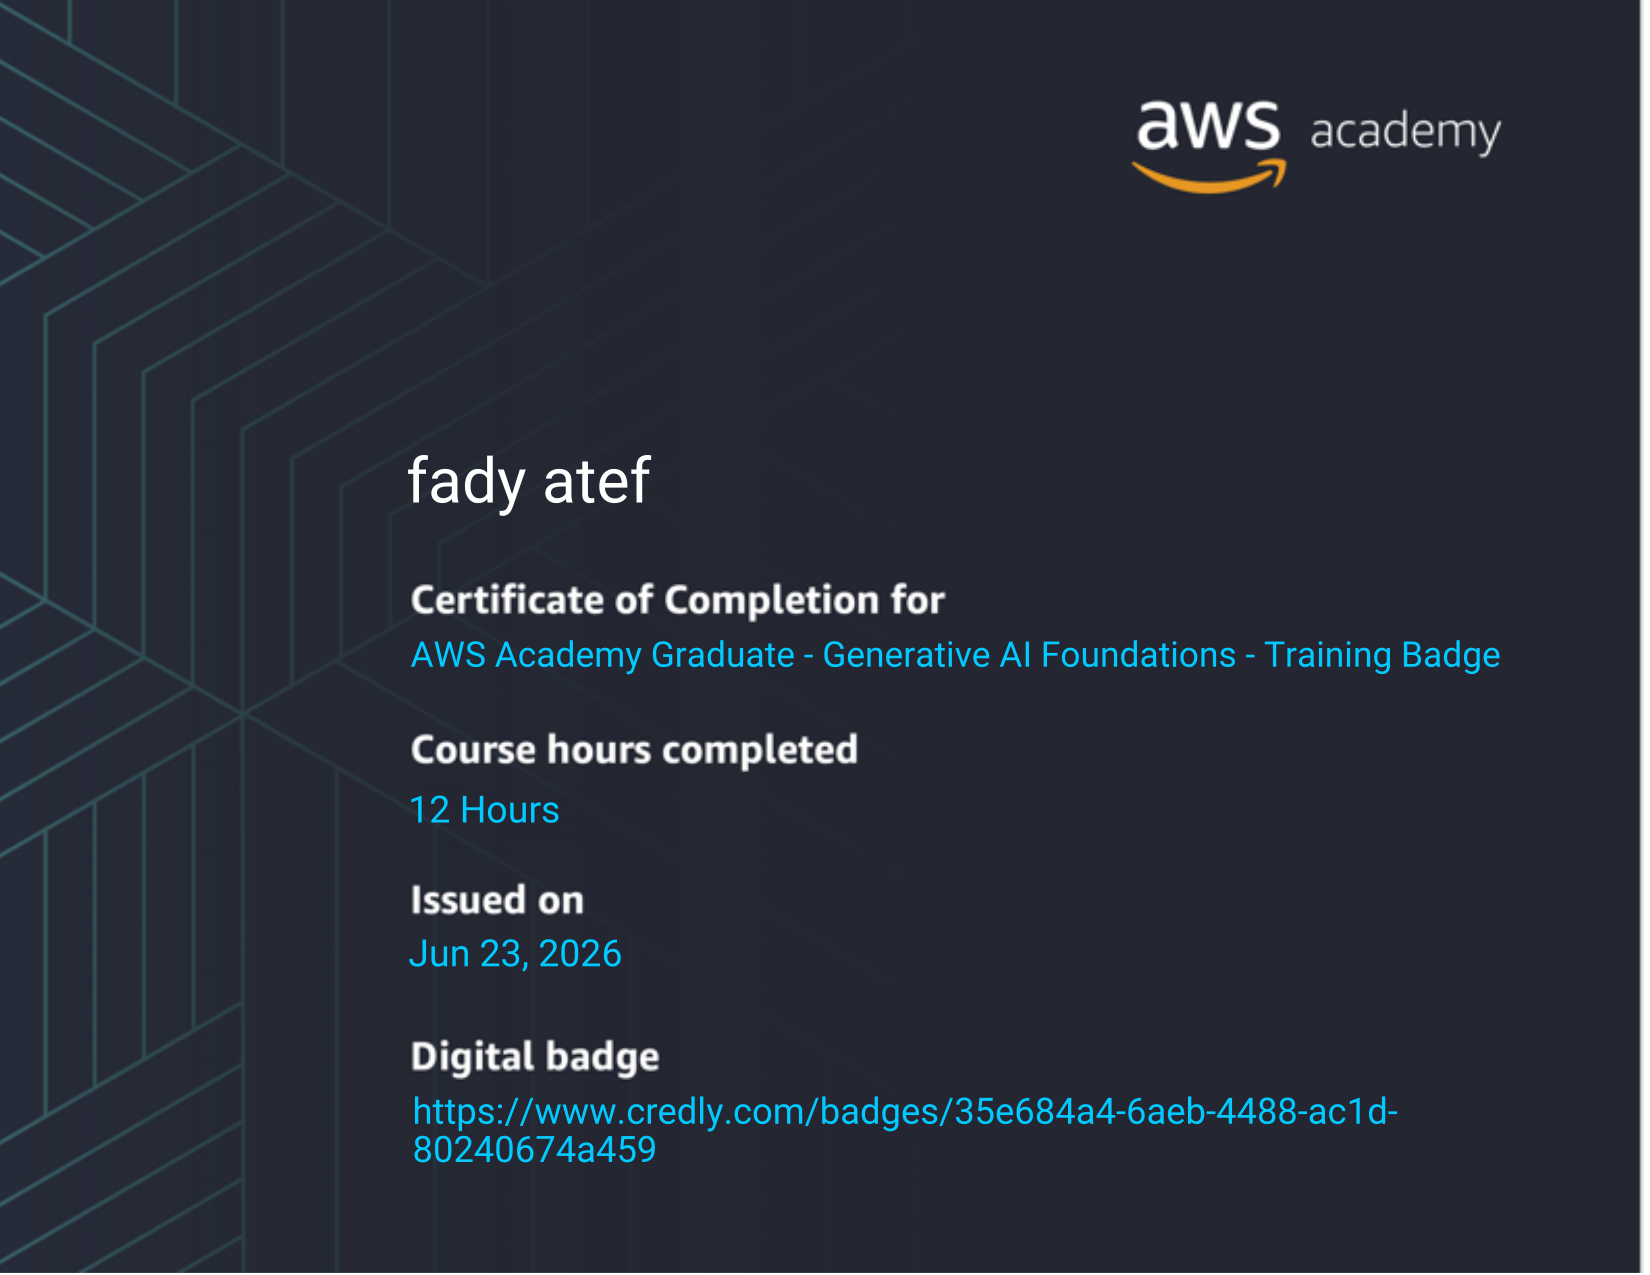 aws academy
fady atef
Certificate of Completion for
AWS Academy Graduate - Generative AI Foundations - Training Badge
Course hours completed
12 Hours
Issued on
Jun 23, 2026
Digital badge
https://www.credly.com/badges/35e684a4-6aeb-4488-ac1d-
80240674a459